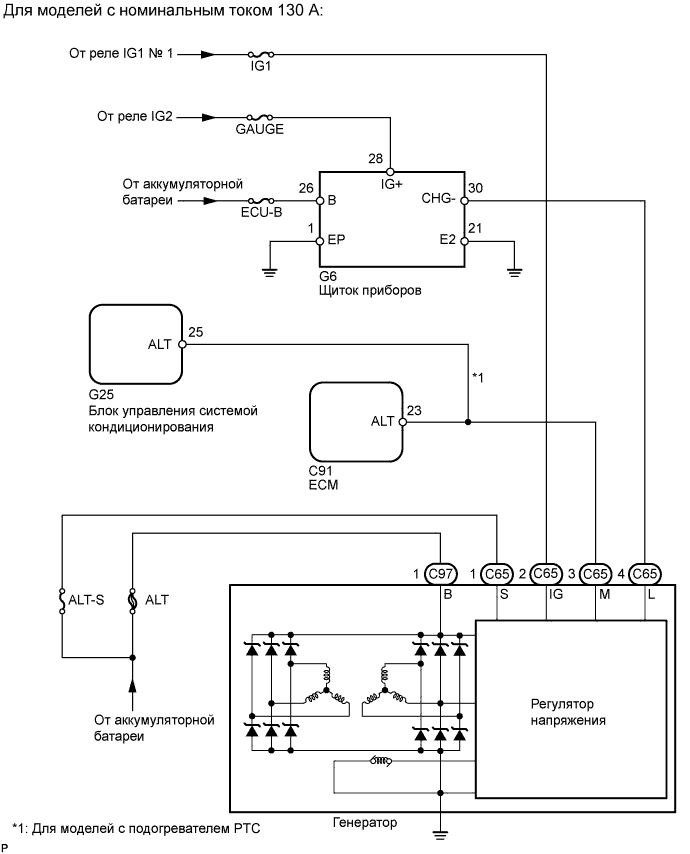 Для моделей с номинальным током 130 А:
От реле IG1 № 1
IG1
От реле IG2
GAUGE
28
IG+
От аккумуляторной
батареи
ECU-B
26
B
CHG-
30
1
EP
E2
21
G6
Щиток приборов
ALT
25
G25
Блок управления системой
кондиционирования
*1
ALT
23
C91
ECM
1 C97
1 C65
2 C65
3 C65
4 C65
B
S
IG
M
L
ALT-S
ALT
От аккумуляторной
батареи
Регулятор
напряжения
Генератор
*1: Для моделей с подогревателем PTC
P